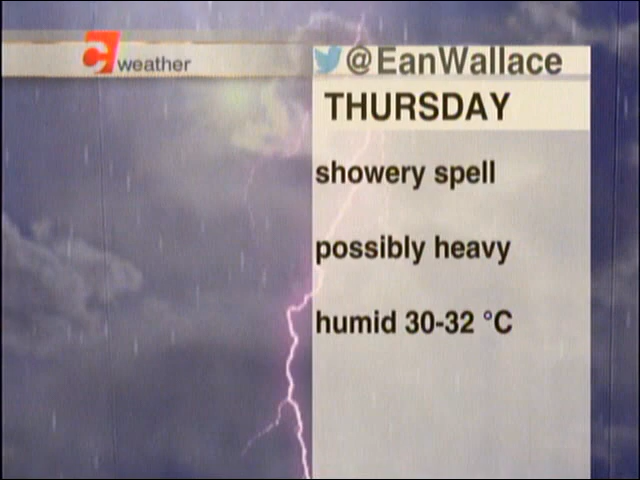 weather
@EanWallace
THURSDAY
showery spell
possibly heavy
humid 30-32 °C